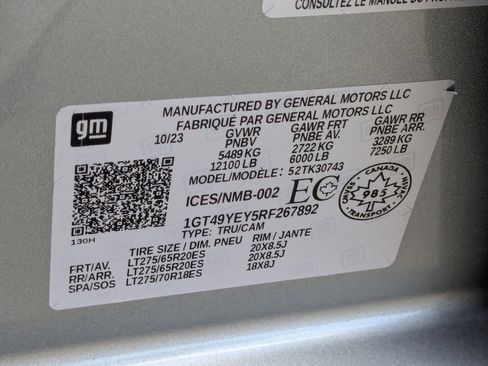 CONSULTEZ LE MANUEL DU
gm
MANUFACTURED BY GENERAL MOTORS LLC
FABRIQUÉ PAR GENERAL MOTORS LLC
10/23
GVWR GAWR FRT GAWR RR
PNBV PNBE AV. PNBE ARR.
5489 KG 2722 KG 3289 KG
12100 LB 6000 LB 7250 LB
MODEL/MODÈLE: 52TK30743
ICES/NMB-002 EC
CANADA
CMVSS NSVAC
985
TRANSPORT
1GT49YEY5RF267892
TYPE: TRU/CAM
130H
TIRE SIZE / DIM. PNEU RIM / JANTE
FRT/AV. LT275/65R20ES 20X8.5J
RR/ARR. LT275/65R20ES 20X8.5J
SPA/SOS LT275/70R18ES 18X8J